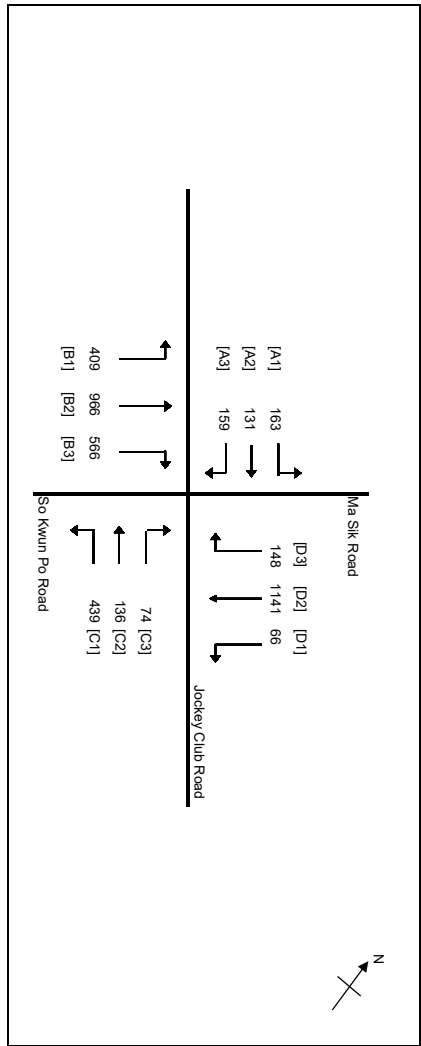 [B1] 409
[B2] 966
[B3] 566
[A1] 163
[A2] 131
[A3] 159
Ma Sik Road
So Kwun Po Road
[D3] 148
[D2] 1141
[D1] 66
74 [C3]
136 [C2]
439 [C1]
Jockey Club Road
N